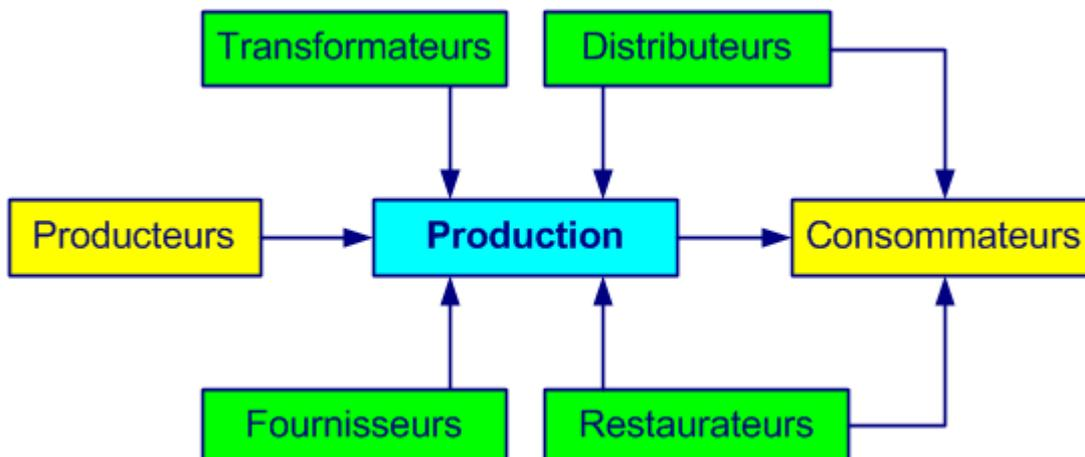 Transformateurs
Distributeurs
Producteurs
Production
Consommateurs
Fournisseurs
Restaurateurs